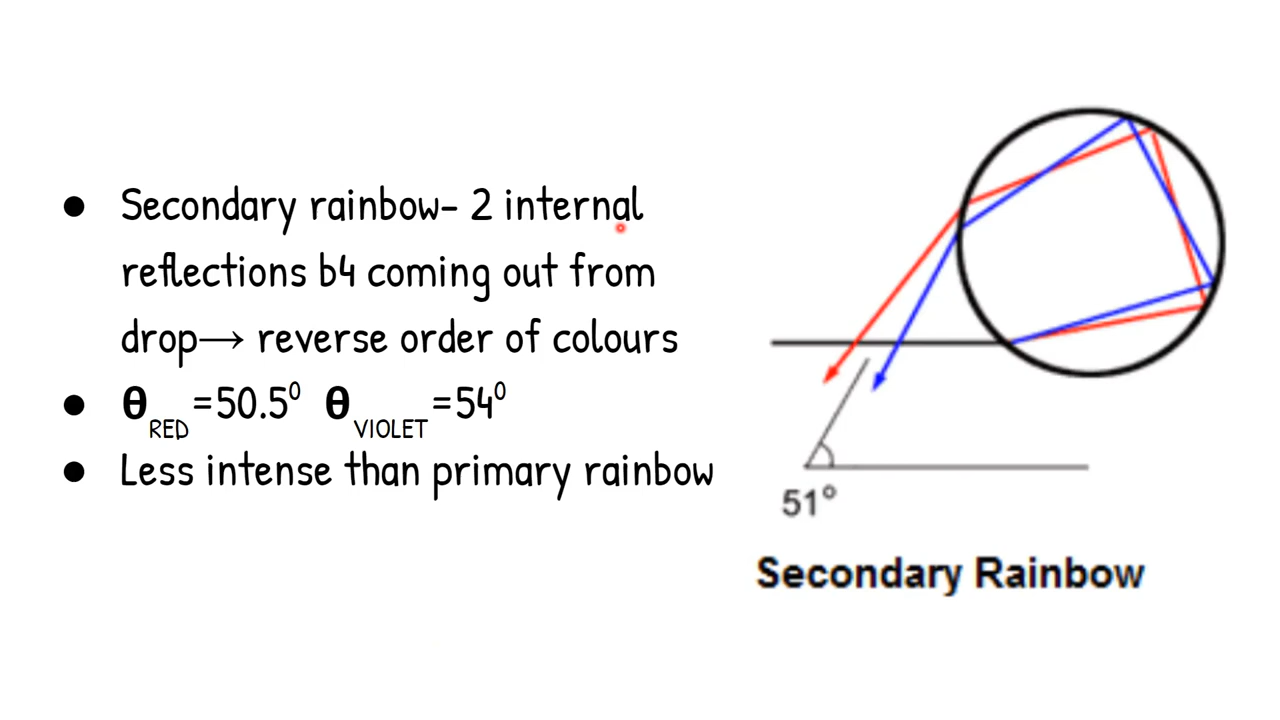 ● Secondary rainbow- 2 internal
reflections b4 coming out from
drop→ reverse order of colours
● θRED=50.5⁰ θVIOLET=54⁰
● Less intense than primary rainbow
51°
Secondary Rainbow